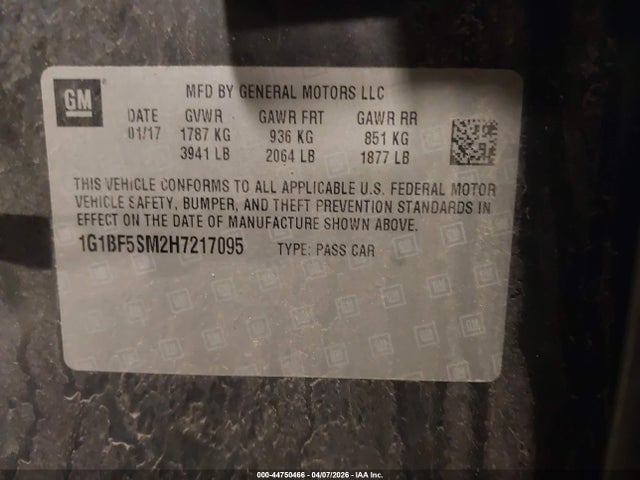 GM
MFD BY GENERAL MOTORS LLC
DATE GVWR GAWR FRT GAWR RR
01/17 1787 KG 936 KG 851 KG
3941 LB 2064 LB 1877 LB
THIS VEHICLE CONFORMS TO ALL APPLICABLE U.S. FEDERAL MOTOR
VEHICLE SAFETY, BUMPER, AND THEFT PREVENTION STANDARDS IN
EFFECT ON THE DATE OF MANUFACTURE SHOWN ABOVE.
1G1BF5SM2H7217095 TYPE: PASS CAR
000-44750466 - 04/07/2026 - IAA Inc.